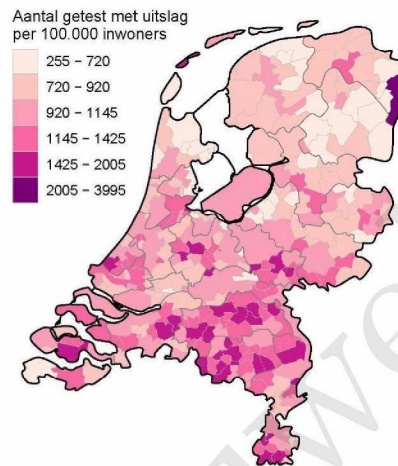 Aantal getest met uitslag
per 100.000 inwoners
255 – 720
720 – 920
920 – 1145
1145 – 1425
1425 – 2005
2005 – 3995